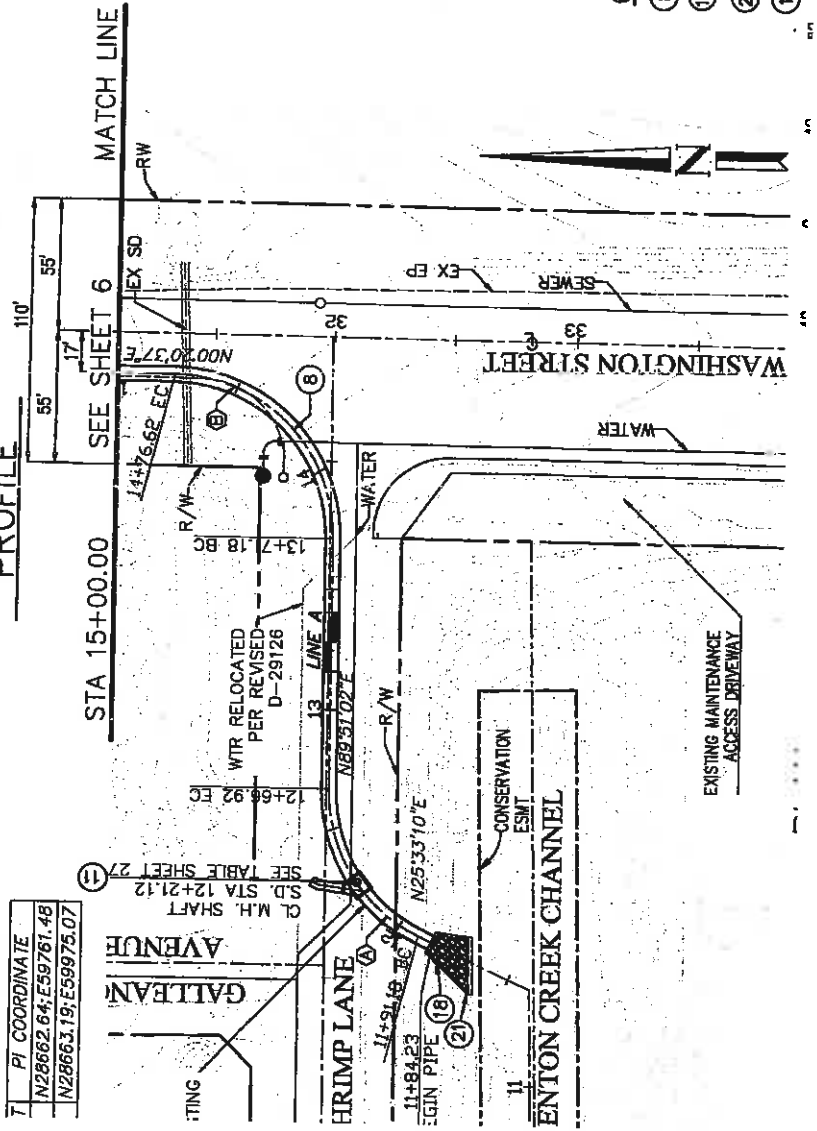 PROFILE
T PI COORDINATE
N28662.64;E59761.48
N28663.19;E59975.07
STA 15+00.00
SEE SHEET 6
MATCH LINE
110'
55'
55'
17'
RW
EX SD
N00°20'37"E
14+76.62 EC
R/W
B
8
A
32
33
EX EP
SEWER
WASHINGTON STREET
WATER
WATER
13+71.18 BC
WTR RELOCATED
PER REVISED
D-29126
LINE A
13
N89°51'02"E
12+66.92 EC
R/W
11
CL M.H. SHAFT
S.D. STA 12+21.12
SEE TABLE SHEET 27
AVENUE
GALLEANO
A
N25°33'10"E
11+91.18 BC
11+84.23
18
21
11
CONSERVATION
ESMT
EXISTING MAINTENANCE
ACCESS DRIVEWAY
TING
HRIMP LANE
ENTON CREEK CHANNEL